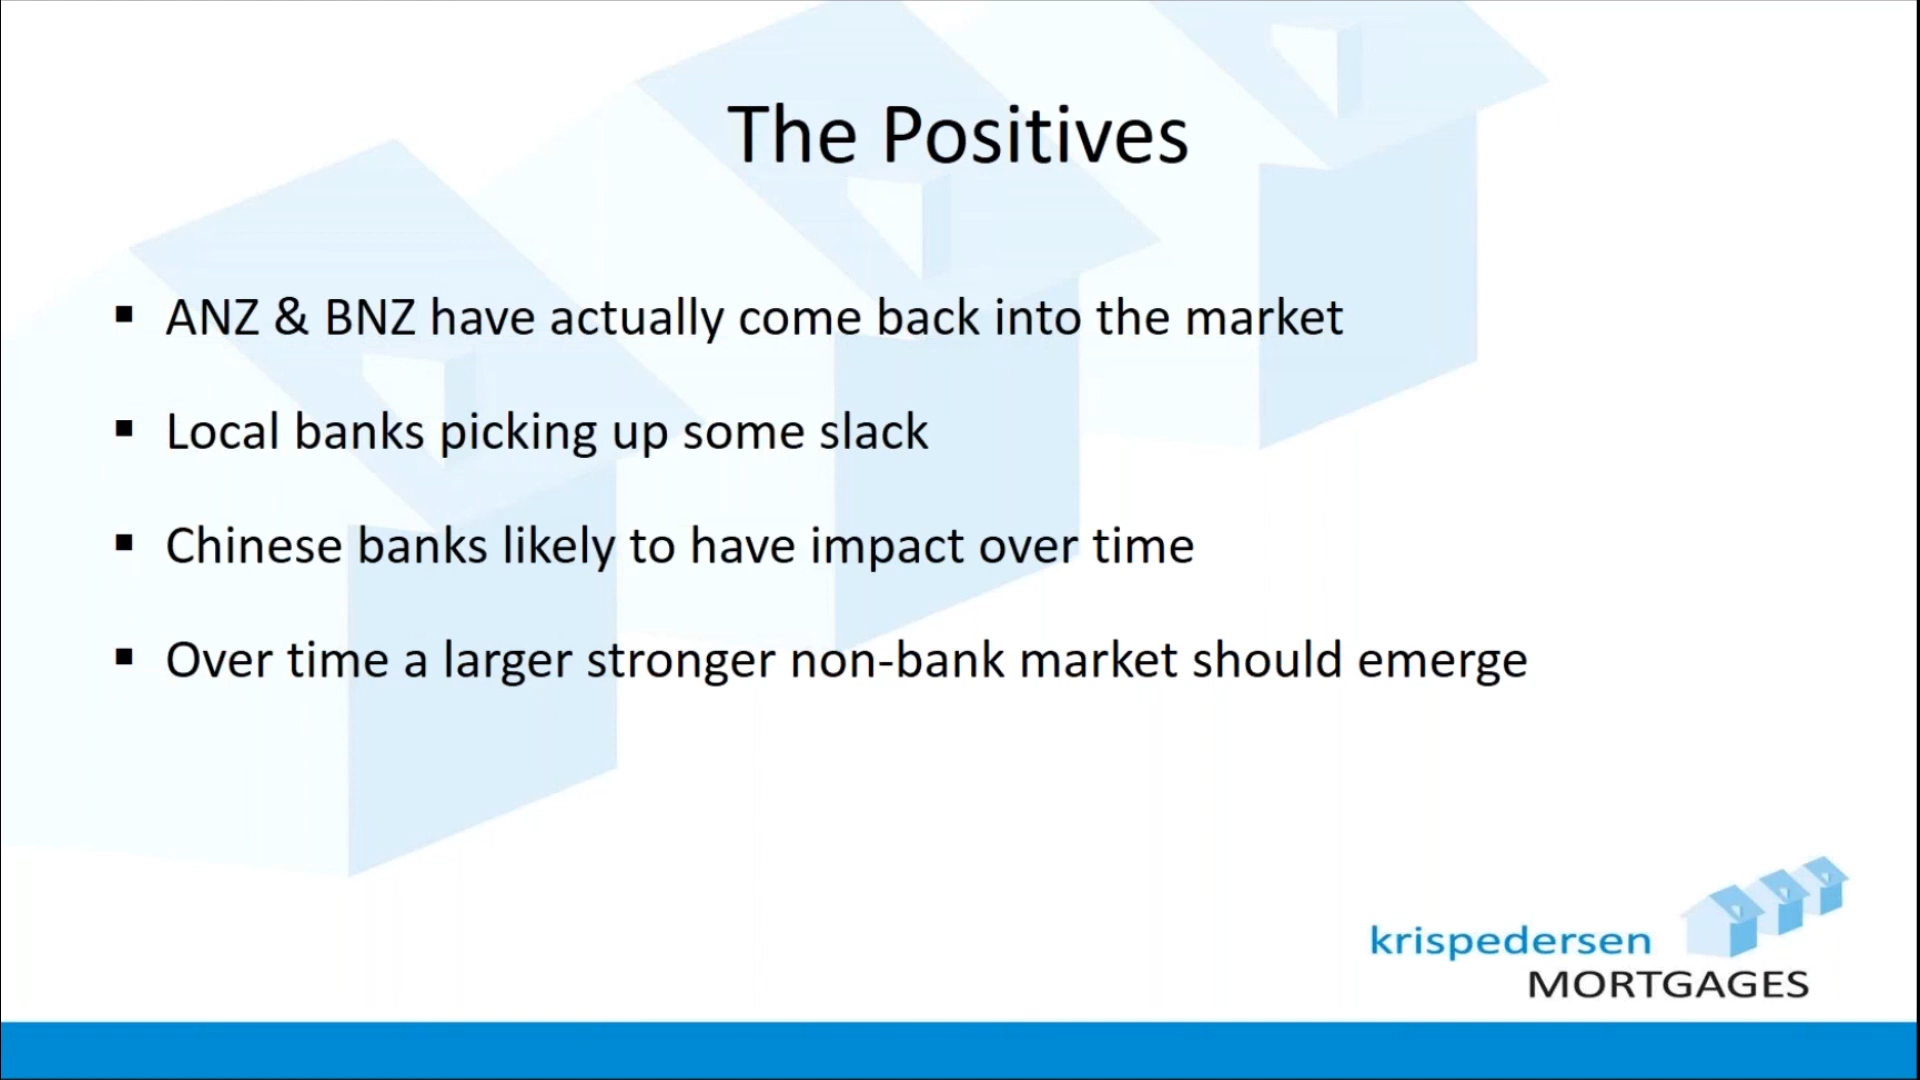 The Positives
▪ ANZ & BNZ have actually come back into the market
▪ Local banks picking up some slack
▪ Chinese banks likely to have impact over time
▪ Over time a larger stronger non-bank market should emerge
krispedersen
MORTGAGES